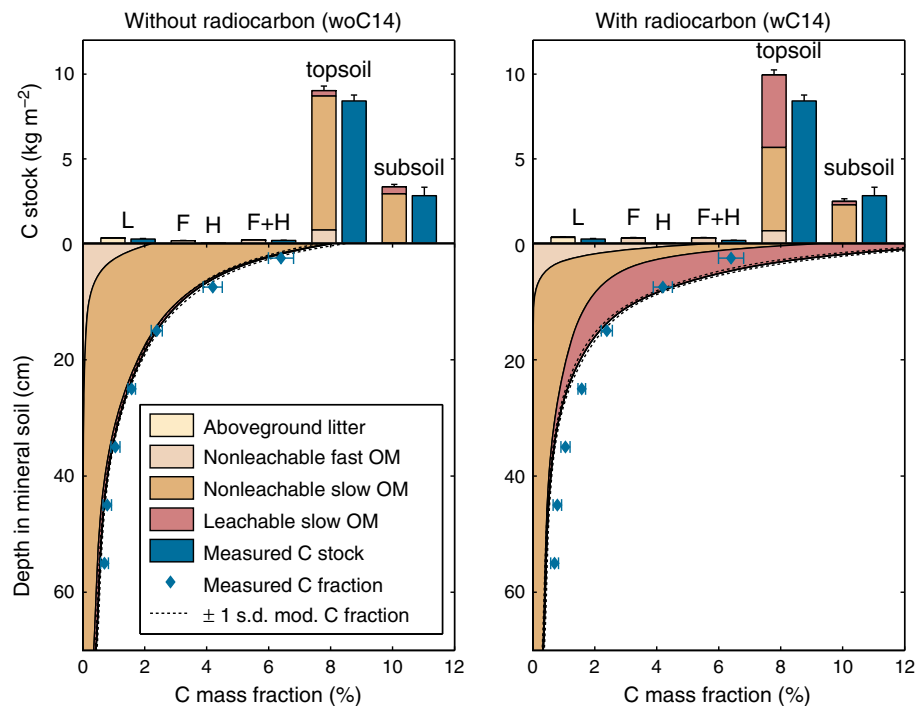 Without radiocarbon (woC14)
With radiocarbon (wC14)
C stock (kg m−2)
10
5
0
L
F
H
F+H
topsoil
subsoil
10
5
0
L
F
H
F+H
topsoil
subsoil
Depth in mineral soil (cm)
20
40
60
20
40
60
Aboveground litter
Nonleachable fast OM
Nonleachable slow OM
Leachable slow OM
Measured C stock
Measured C fraction
± 1 s.d. mod. C fraction
0 2 4 6 8 10 12
0 2 4 6 8 10 12
C mass fraction (%)
C mass fraction (%)